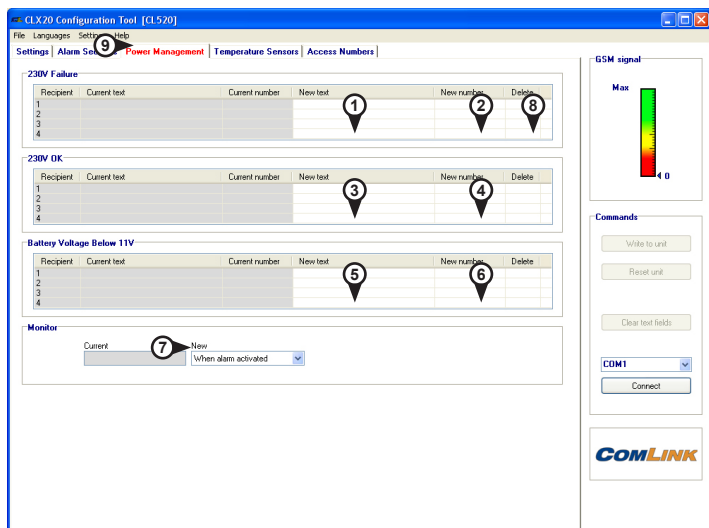 CLX20 Configuration Tool [CL520]
File Languages Settings Help
Settings Alarm Power Management Temperature Sensors Access Numbers
9
230V Failure
Recipient Current text Current number New text New number Delete
1
2
3
4
1 2 8
230V OK
Recipient Current text Current number New text New number Delete
1
2
3
4
3 4
Battery Voltage Below 11V
Recipient Current text Current number New text New number Delete
1
2
3
4
5 6
Monitor
Current 7 New
When alarm activated
GSM signal
Max
0
Commands
Write to unit
Reset unit
Clear text fields
COM1
Connect
COMLINK